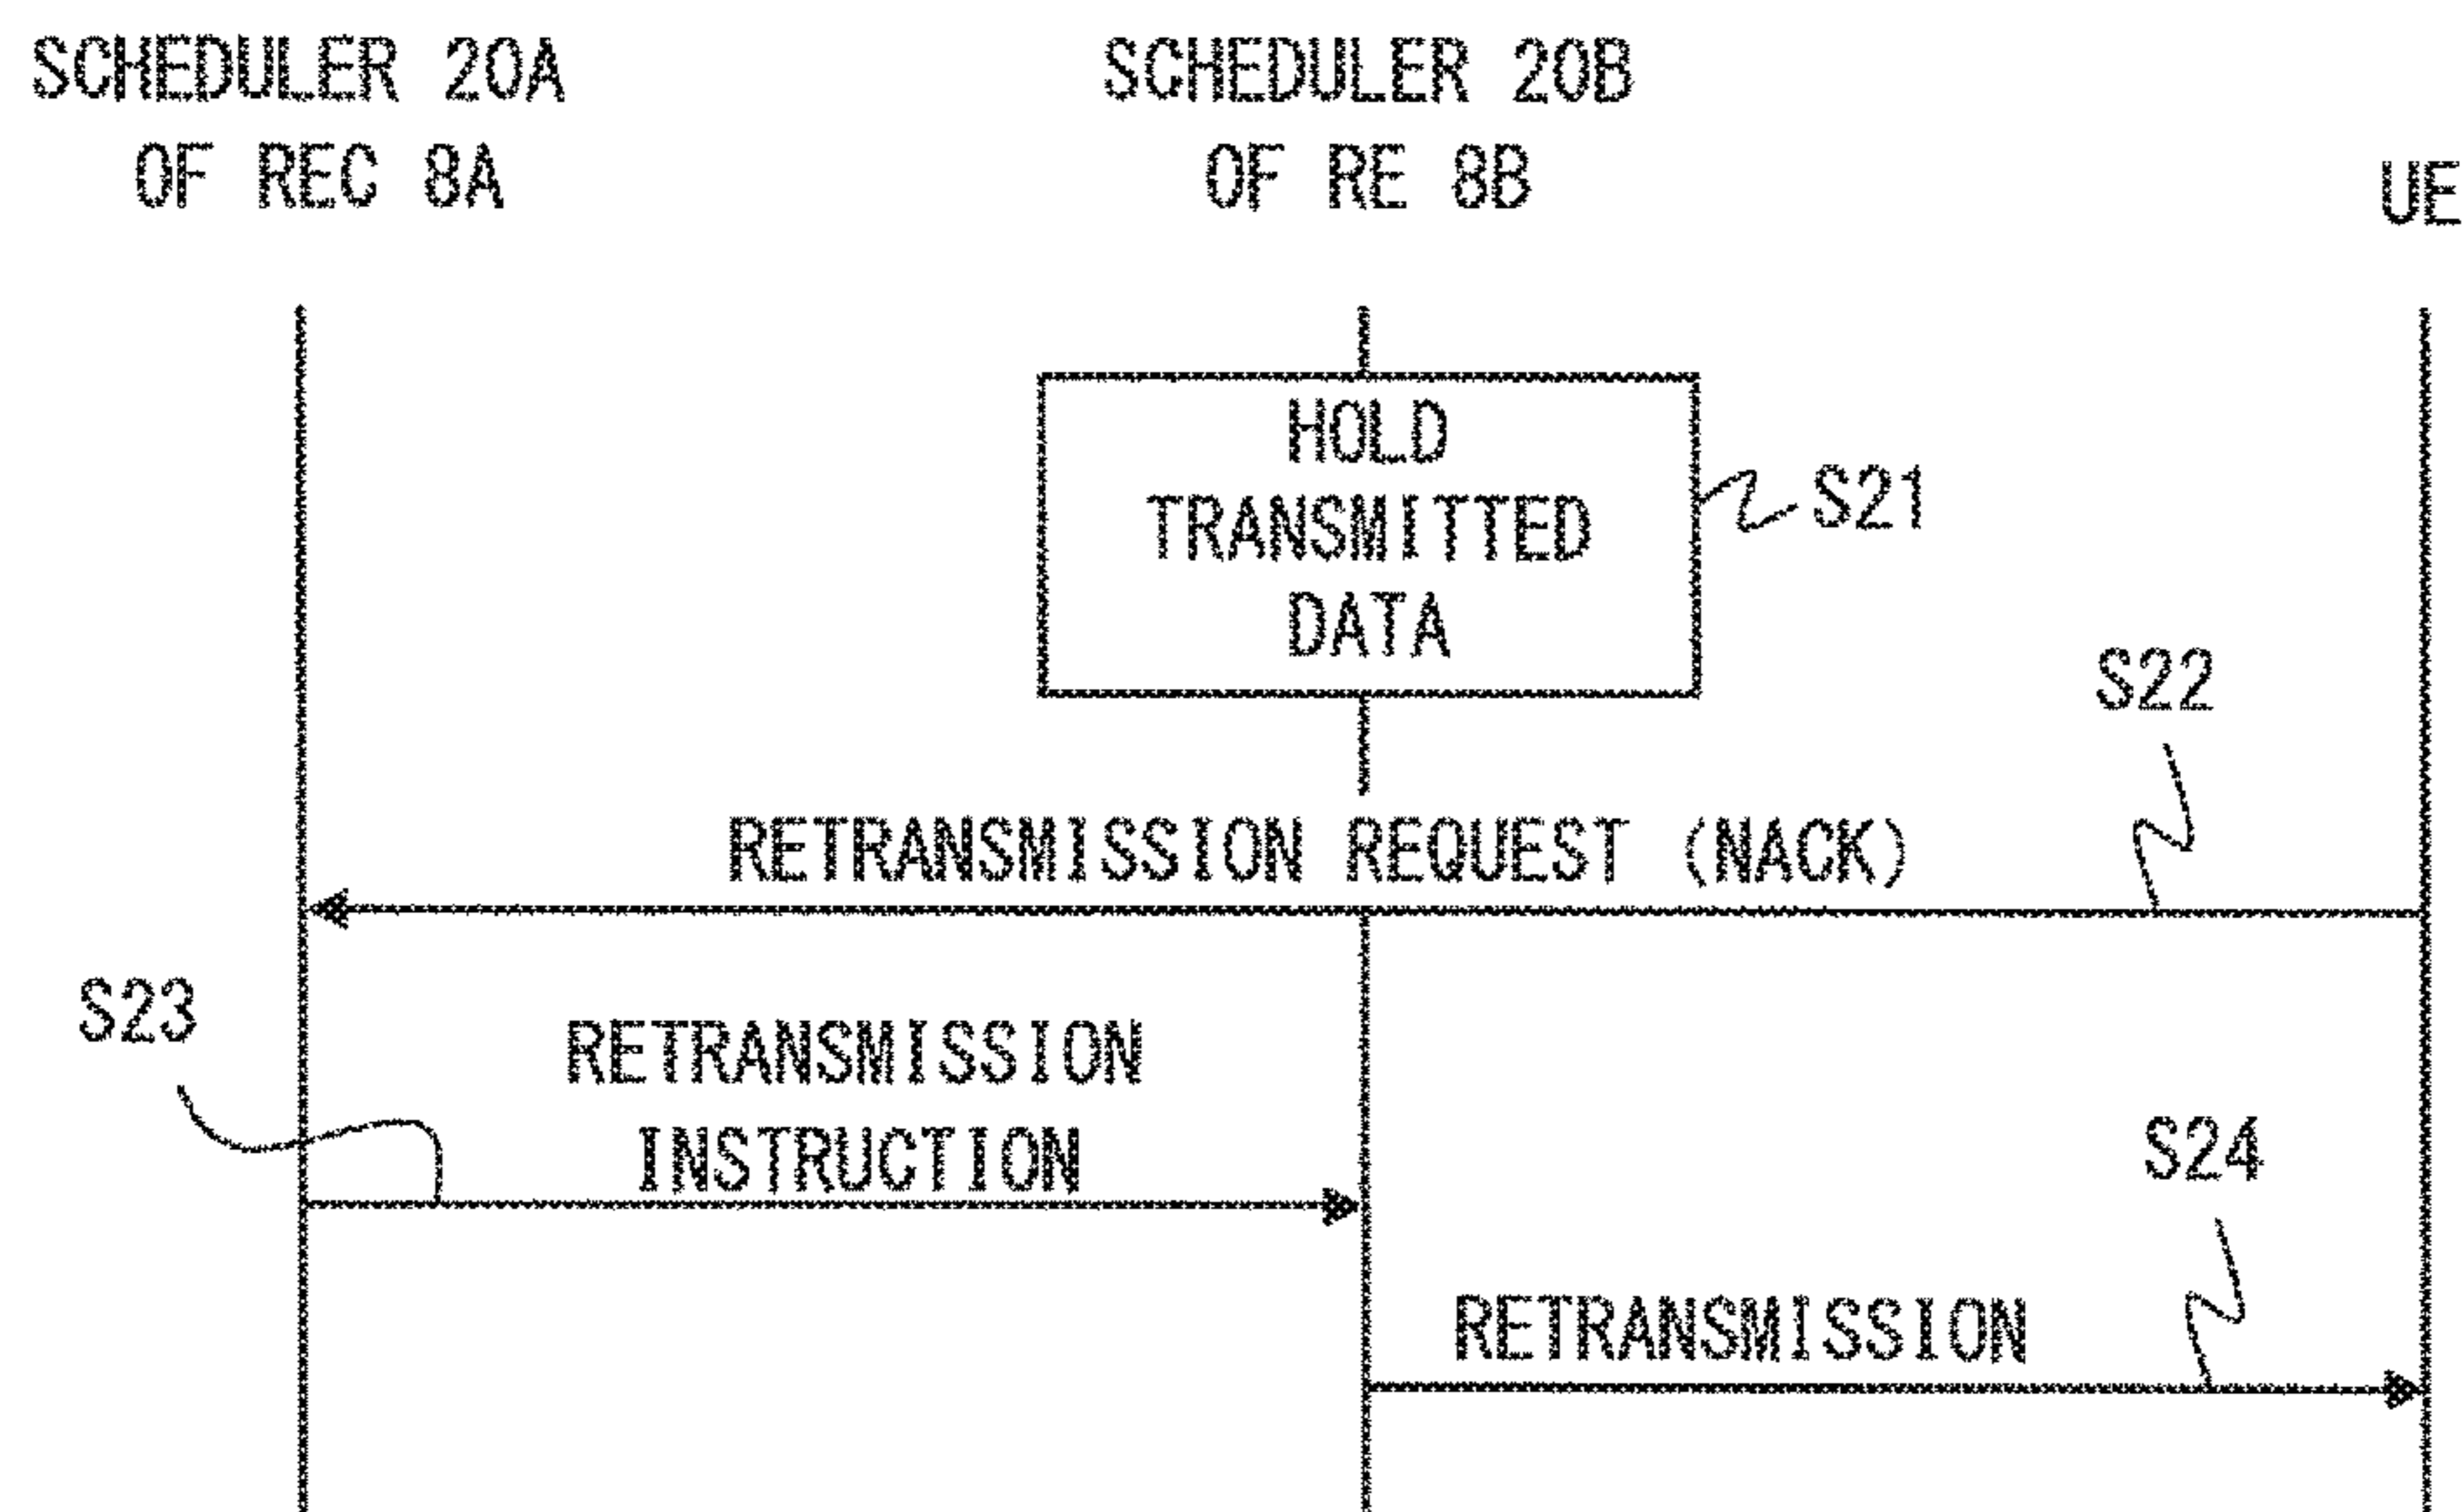 SCHEDULER 20A
OF REC 8A
SCHEDULER 20B
OF RE 8B
UE
HOLD
TRANSMITTED
DATA
S21
S22
RETRANSMISSION REQUEST (NACK)
S23
RETRANSMISSION
INSTRUCTION
S24
RETRANSMISSION